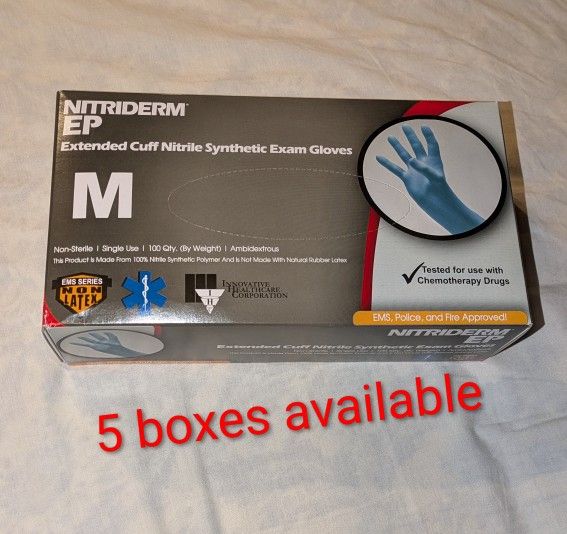 NITRIDERM®
EP
Extended Cuff Nitrile Synthetic Exam Gloves
M
Non-Sterile | Single Use | 100 Qty. (By Weight) | Ambidextrous
This Product Is Made From 100% Nitrile Synthetic Polymer And Is Not Made With Natural Rubber Latex
EMS SERIES
NON
LATEX
IH
INNOVATIVE
HEALTHCARE
CORPORATION
Tested for use with
Chemotherapy Drugs
EMS, Police, and Fire Approved!
NITRIDERM®
EP
Extended Cuff Nitrile Synthetic Exam Gloves
5 boxes available